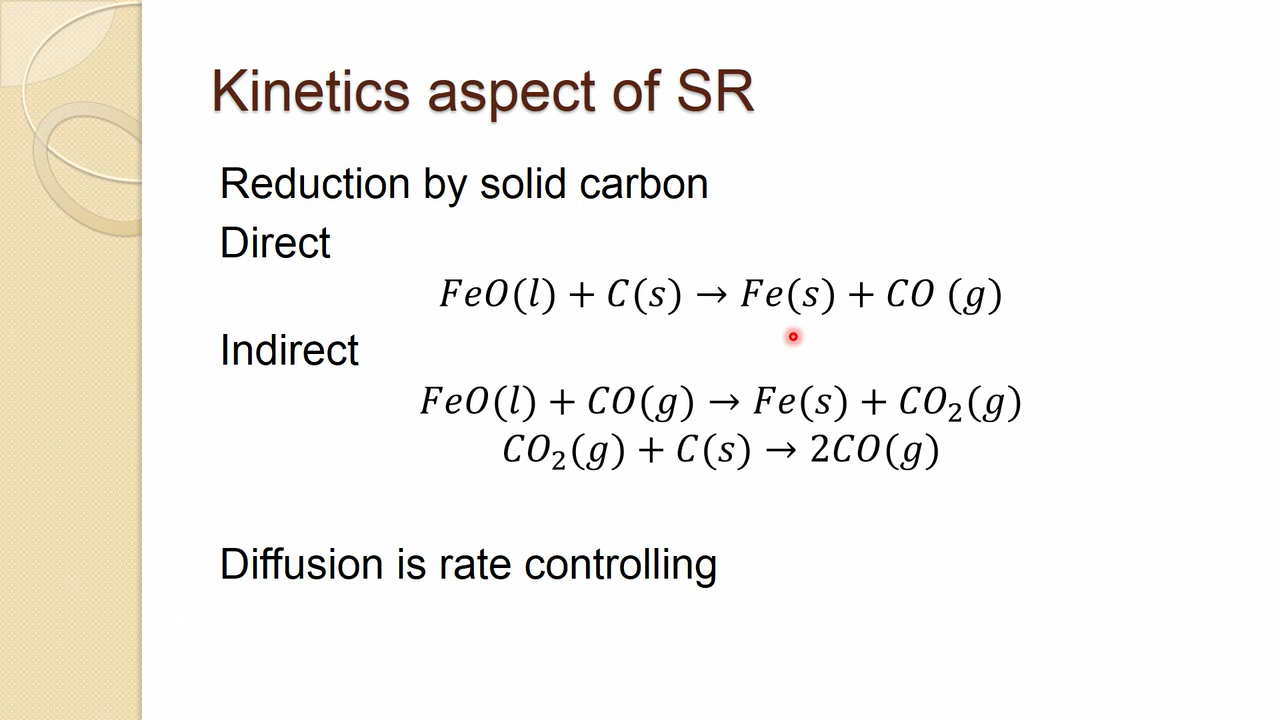 Kinetics aspect of SR
Reduction by solid carbon
Direct
FeO(l) + C(s) → Fe(s) + CO (g)
Indirect
FeO(l) + CO(g) → Fe(s) + CO₂(g)
CO₂(g) + C(s) → 2CO(g)
Diffusion is rate controlling